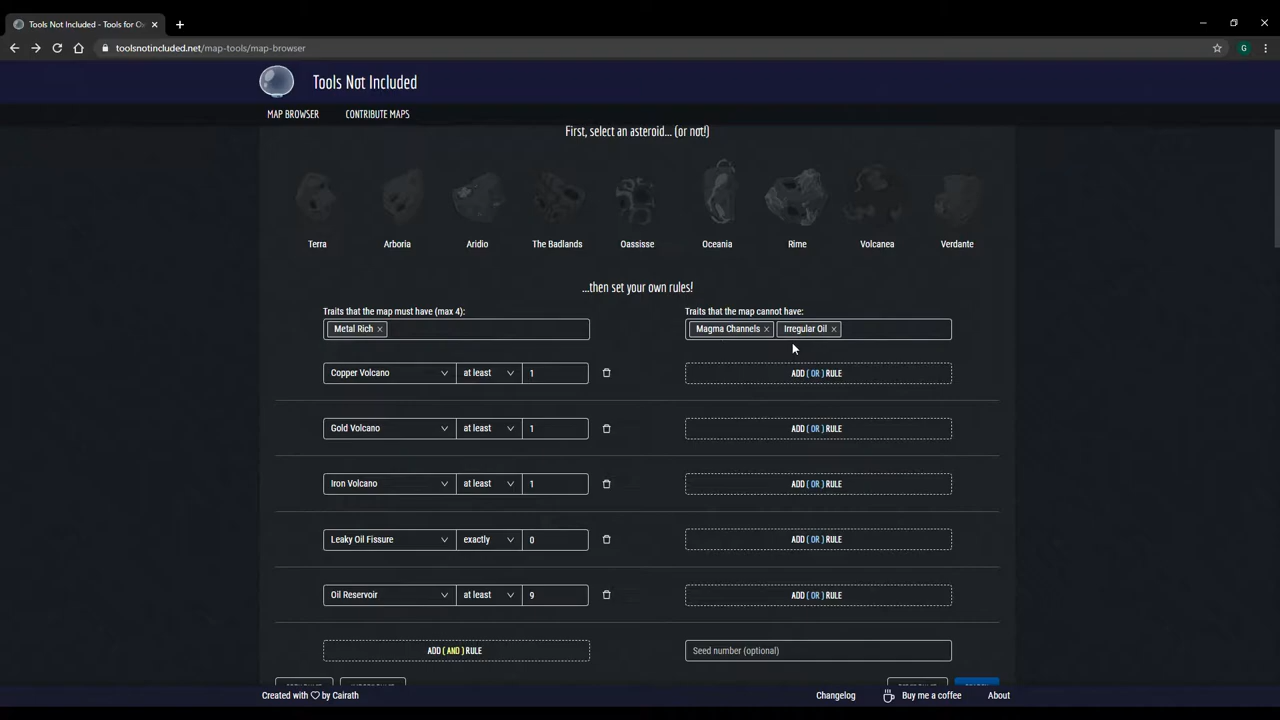 Tools Not Included - Tools for Ox
toolsnotincluded.net/map-tools/map-browser
G
Tools Not Included
MAP BROWSER CONTRIBUTE MAPS
First, select an asteroid... (or not!)
Terra Arboria Aridio The Badlands Oassisse Oceania Rime Volcanea Verdante
...then set your own rules!
Traits that the map must have (max 4): Traits that the map cannot have:
Metal Rich × Magma Channels × Irregular Oil ×
Copper Volcano at least 1 ADD ( OR ) RULE
Gold Volcano at least 1 ADD ( OR ) RULE
Iron Volcano at least 1 ADD ( OR ) RULE
Leaky Oil Fissure exactly 0 ADD ( OR ) RULE
Oil Reservoir at least 9 ADD ( OR ) RULE
ADD ( AND ) RULE Seed number (optional)
Created with ♡ by Cairath Changelog Buy me a coffee About